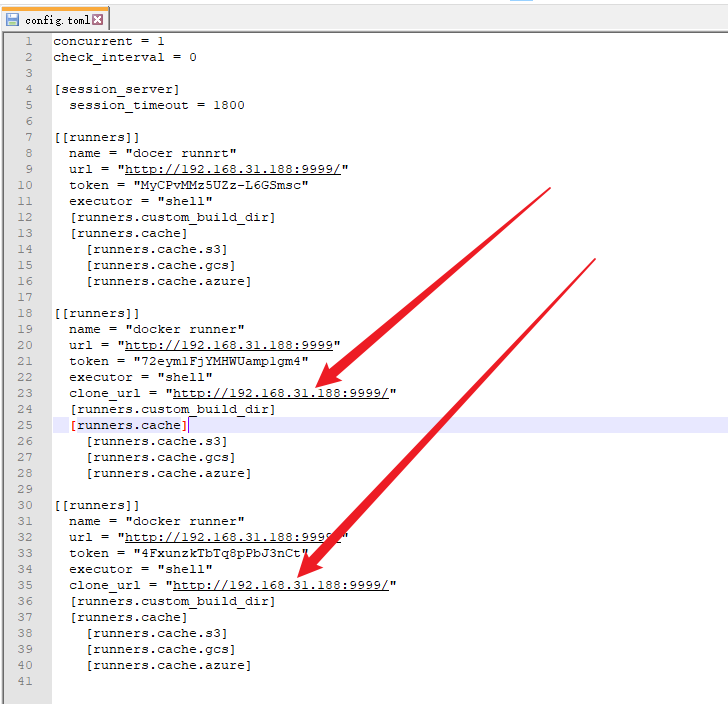 config.toml
1 concurrent = 1
2 check_interval = 0
3
4 [session_server]
5 session_timeout = 1800
6
7 [[runners]]
8 name = "docer runnrt"
9 url = "http://192.168.31.188:9999/"
10 token = "MyCPvMMz5UZz-L6GSmsc"
11 executor = "shell"
12 [runners.custom_build_dir]
13 [runners.cache]
14 [runners.cache.s3]
15 [runners.cache.gcs]
16 [runners.cache.azure]
17
18 [[runners]]
19 name = "docker runner"
20 url = "http://192.168.31.188:9999"
21 token = "72eym1FjYMHWUamp1gm4"
22 executor = "shell"
23 clone_url = "http://192.168.31.188:9999/"
24 [runners.custom_build_dir]
25 [runners.cache]
26 [runners.cache.s3]
27 [runners.cache.gcs]
28 [runners.cache.azure]
29
30 [[runners]]
31 name = "docker runner"
32 url = "http://192.168.31.188:9999/"
33 token = "4FxunzkTbTq8pPbJ3nCt"
34 executor = "shell"
35 clone_url = "http://192.168.31.188:9999/"
36 [runners.custom_build_dir]
37 [runners.cache]
38 [runners.cache.s3]
39 [runners.cache.gcs]
40 [runners.cache.azure]
41